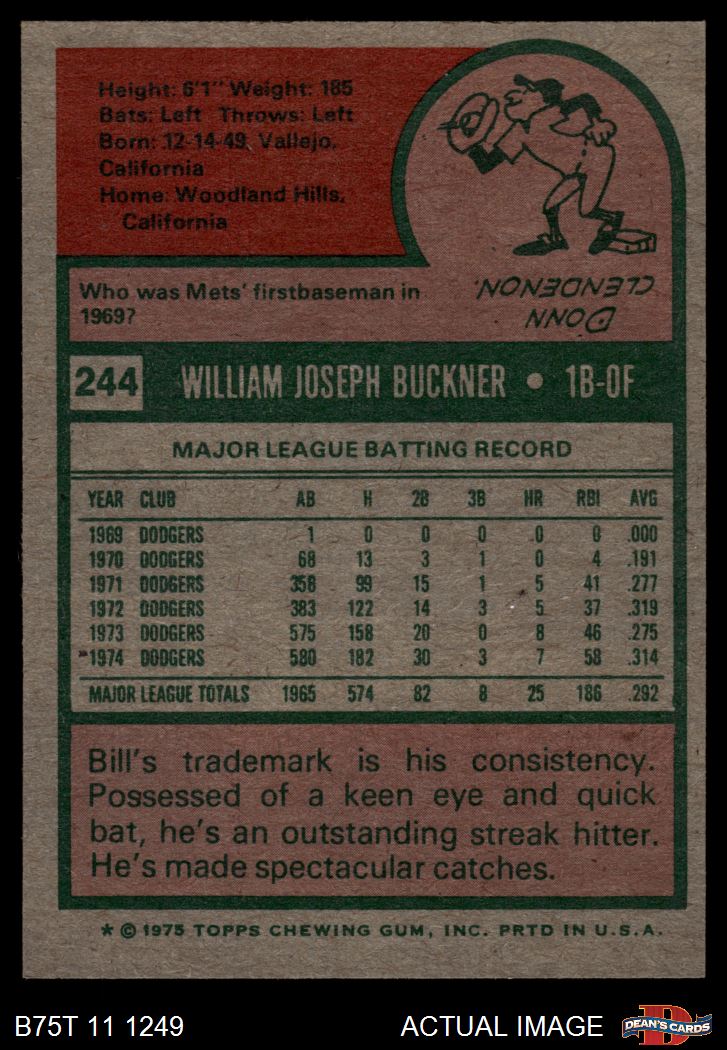 Height: 6'1" Weight: 185
Bats: Left Throws: Left
Born: 12-14-49, Vallejo,
California
Home: Woodland Hills,
California
Who was Mets' firstbaseman in
1969?
DONN
CLENDENON.
244 WILLIAM JOSEPH BUCKNER • 1B-OF
MAJOR LEAGUE BATTING RECORD
YEAR CLUB AB H 2B 3B HR RBI AVG
1969 DODGERS 1 0 0 0 0 0 .000
1970 DODGERS 68 13 3 1 0 4 .191
1971 DODGERS 358 99 15 1 5 41 .277
1972 DODGERS 383 122 14 3 5 37 .319
1973 DODGERS 575 158 20 0 8 46 .275
1974 DODGERS 580 182 30 3 7 58 .314
MAJOR LEAGUE TOTALS 1965 574 82 8 25 186 .292
Bill's trademark is his consistency.
Possessed of a keen eye and quick
bat, he's an outstanding streak hitter.
He's made spectacular catches.
* © 1975 TOPPS CHEWING GUM, INC. PRTD IN U.S.A.
B75T 11 1249 ACTUAL IMAGE D DEAN'S CARDS